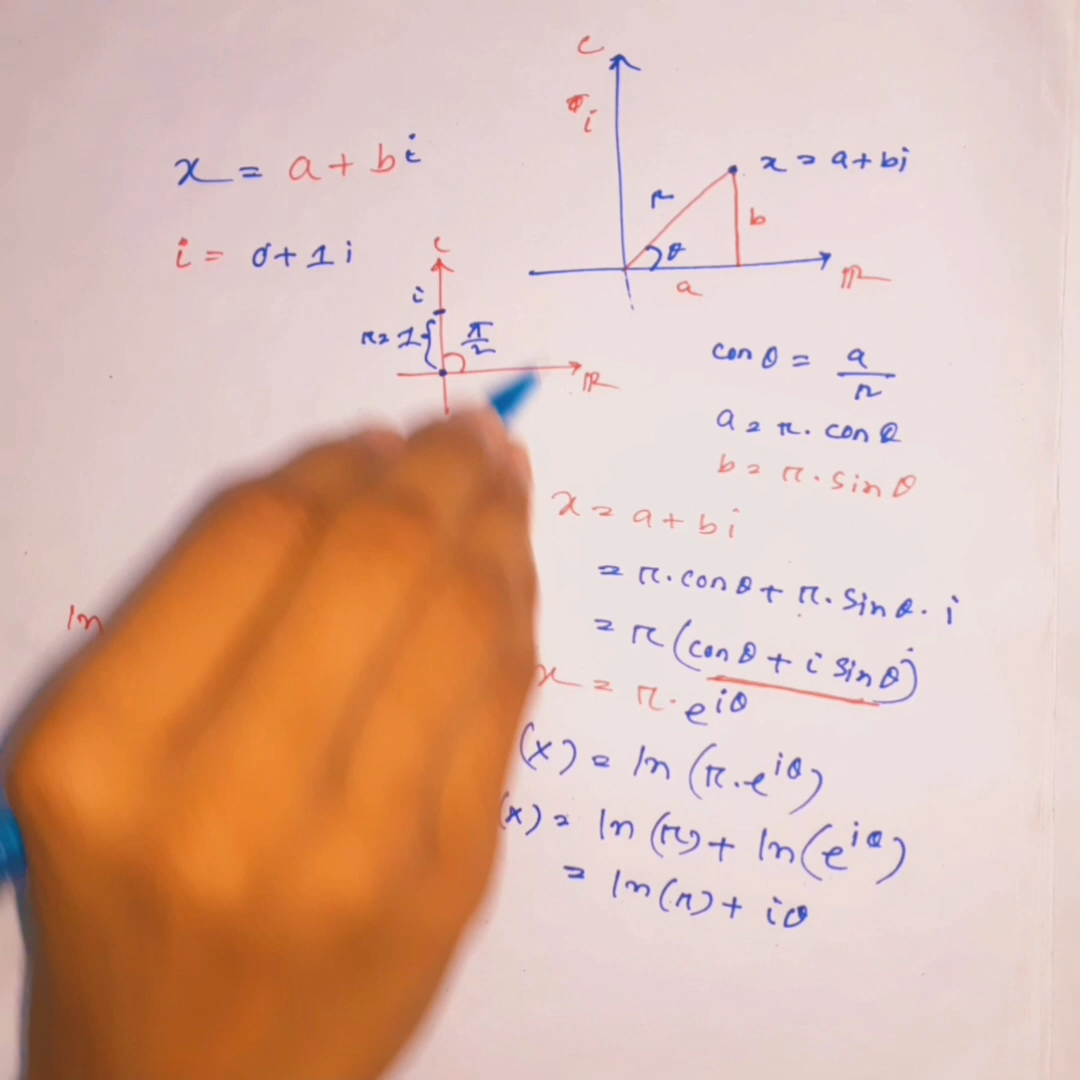 x = a + bi
i = 0 + 1i
C
i
r = 1
π/2
R
C
i
x = a + bi
r
θ
b
a
R
cos θ = a/r
a = r. cos θ
b = r. sin θ
x = a + bi
= r. cos θ + r. sin θ. i
= r (cos θ + i sin θ)
x = r. e^iθ
(x) = ln (r. e^iθ)
(x) = ln (r) + ln (e^iθ)
= ln (r) + iθ
ln